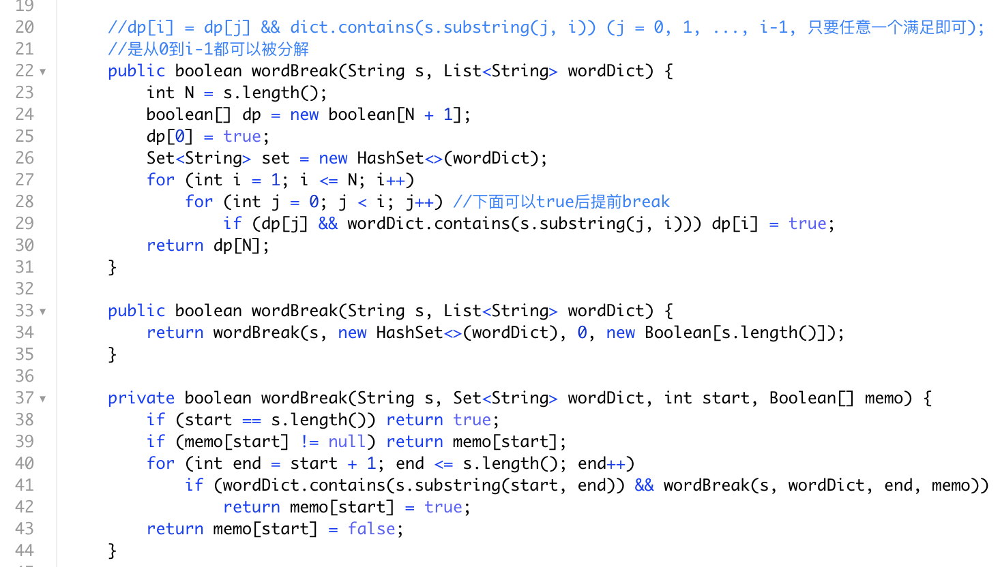 19
20 //dp[i] = dp[j] && dict.contains(s.substring(j, i)) (j = 0, 1, ..., i-1, 只要任意一个满足即可);
21 //是从0到i-1都可以被分解
22 public boolean wordBreak(String s, List<String> wordDict) {
23 int N = s.length();
24 boolean[] dp = new boolean[N + 1];
25 dp[0] = true;
26 Set<String> set = new HashSet<>(wordDict);
27 for (int i = 1; i <= N; i++)
28 for (int j = 0; j < i; j++) //下面可以true后提前break
29 if (dp[j] && wordDict.contains(s.substring(j, i))) dp[i] = true;
30 return dp[N];
31 }
32
33 public boolean wordBreak(String s, List<String> wordDict) {
34 return wordBreak(s, new HashSet<>(wordDict), 0, new Boolean[s.length()]);
35 }
36
37 private boolean wordBreak(String s, Set<String> wordDict, int start, Boolean[] memo) {
38 if (start == s.length()) return true;
39 if (memo[start] != null) return memo[start];
40 for (int end = start + 1; end <= s.length(); end++)
41 if (wordDict.contains(s.substring(start, end)) && wordBreak(s, wordDict, end, memo))
42 return memo[start] = true;
43 return memo[start] = false;
44 }